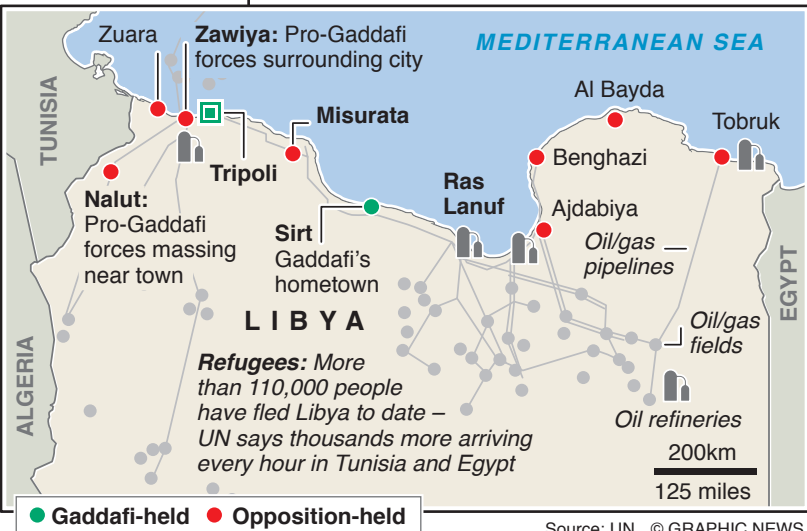 Zuara
Zawiya: Pro-Gaddafi
forces surrounding city
MEDITERRANEAN SEA
TUNISIA
Al Bayda
Misurata
Tobruk
Benghazi
Tripoli
Ras
Lanuf
Nalut:
Pro-Gaddafi
forces massing
near town
Ajdabiya
Sirt
Gaddafi's
hometown
Oil/gas
pipelines
EGYPT
LIBYA
Oil/gas
fields
ALGERIA
Refugees: More
than 110,000 people
have fled Libya to date –
UN says thousands more arriving
every hour in Tunisia and Egypt
Oil refineries
200km
125 miles
Gaddafi-held
Opposition-held
Source: UN © GRAPHIC NEWS